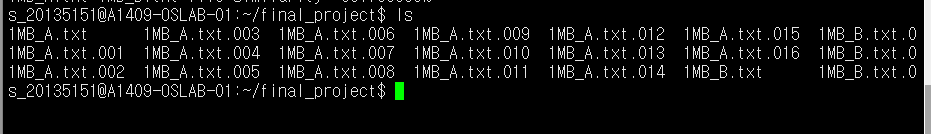 s_20135151@A1409-OSLAB-01:~/final_project$ ls
1MB_A.txt 1MB_A.txt.003 1MB_A.txt.006 1MB_A.txt.009 1MB_A.txt.012 1MB_A.txt.015 1MB_B.txt.0
1MB_A.txt.001 1MB_A.txt.004 1MB_A.txt.007 1MB_A.txt.010 1MB_A.txt.013 1MB_A.txt.016 1MB_B.txt.0
1MB_A.txt.002 1MB_A.txt.005 1MB_A.txt.008 1MB_A.txt.011 1MB_A.txt.014 1MB_B.txt 1MB_B.txt.0
s_20135151@A1409-OSLAB-01:~/final_project$